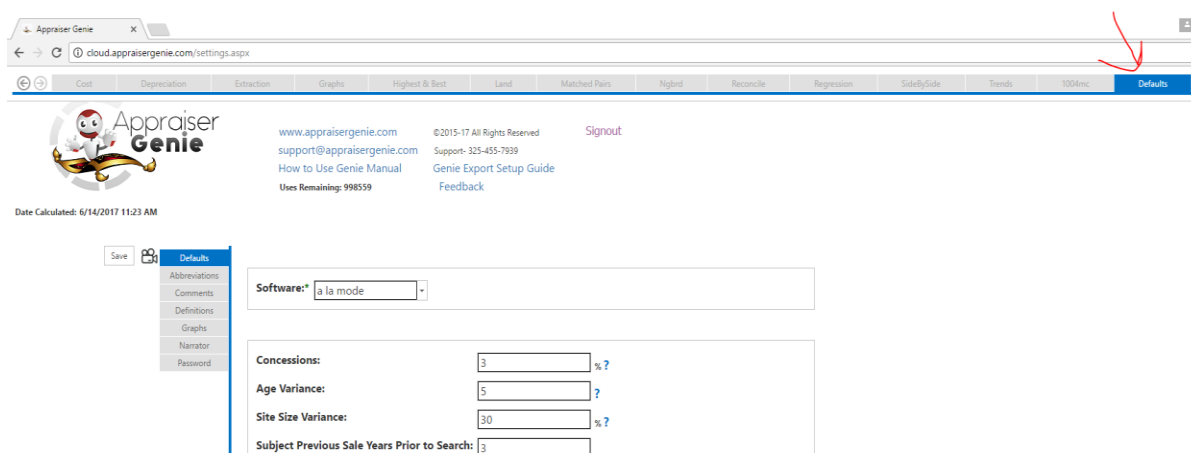 Appraiser Genie
cloud.appraisergenie.com/settings.aspx
Cost Depreciation Extraction Graphs Highest & Best Land Matched Pairs Ngbrd Reconcile Regression SideBySide Trends 1004mc Defaults
Appraiser
Genie
www.appraisergenie.com ©2015-17 All Rights Reserved Signout
support@appraisergenie.com Support- 325-455-7939
How to Use Genie Manual Genie Export Setup Guide
Uses Remaining: 998559 Feedback
Date Calculated: 6/14/2017 11:23 AM
Save Defaults
Abbreviations
Comments
Definitions
Graphs
Narrator
Password
Software:* a la mode
Concessions: 3 % ?
Age Variance: 5 ?
Site Size Variance: 30 % ?
Subject Previous Sale Years Prior to Search: 3